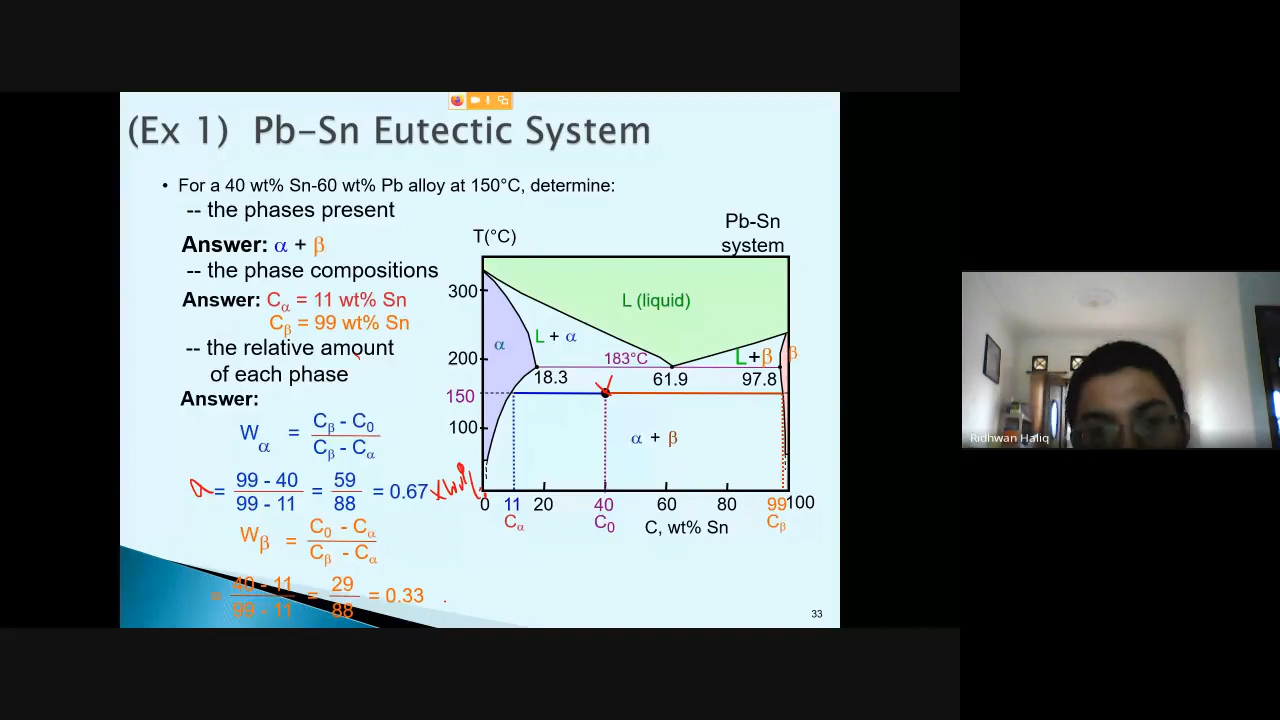 (Ex 1) Pb-Sn Eutectic System
• For a 40 wt% Sn-60 wt% Pb alloy at 150°C, determine:
-- the phases present
Answer: α + β
-- the phase compositions
Answer: Cα = 11 wt% Sn
Cβ = 99 wt% Sn
-- the relative amount
of each phase
Answer:
Wα = Cβ - C0
Cβ - Cα
= 99 - 40 = 59 = 0.67
99 - 11 88
Wβ = C0 - Cα
Cβ - Cα
= 40 - 11 = 29 = 0.33
99 - 11 88
Pb-Sn
system
T(°C)
300
L (liquid)
L + α
α
200
183°C
L+β
β
18.3
61.9
97.8
150
100
α + β
0 11 20 40 60 80 99 100
Cα C0 C, wt% Sn Cβ
33
Ridhwan Haliq